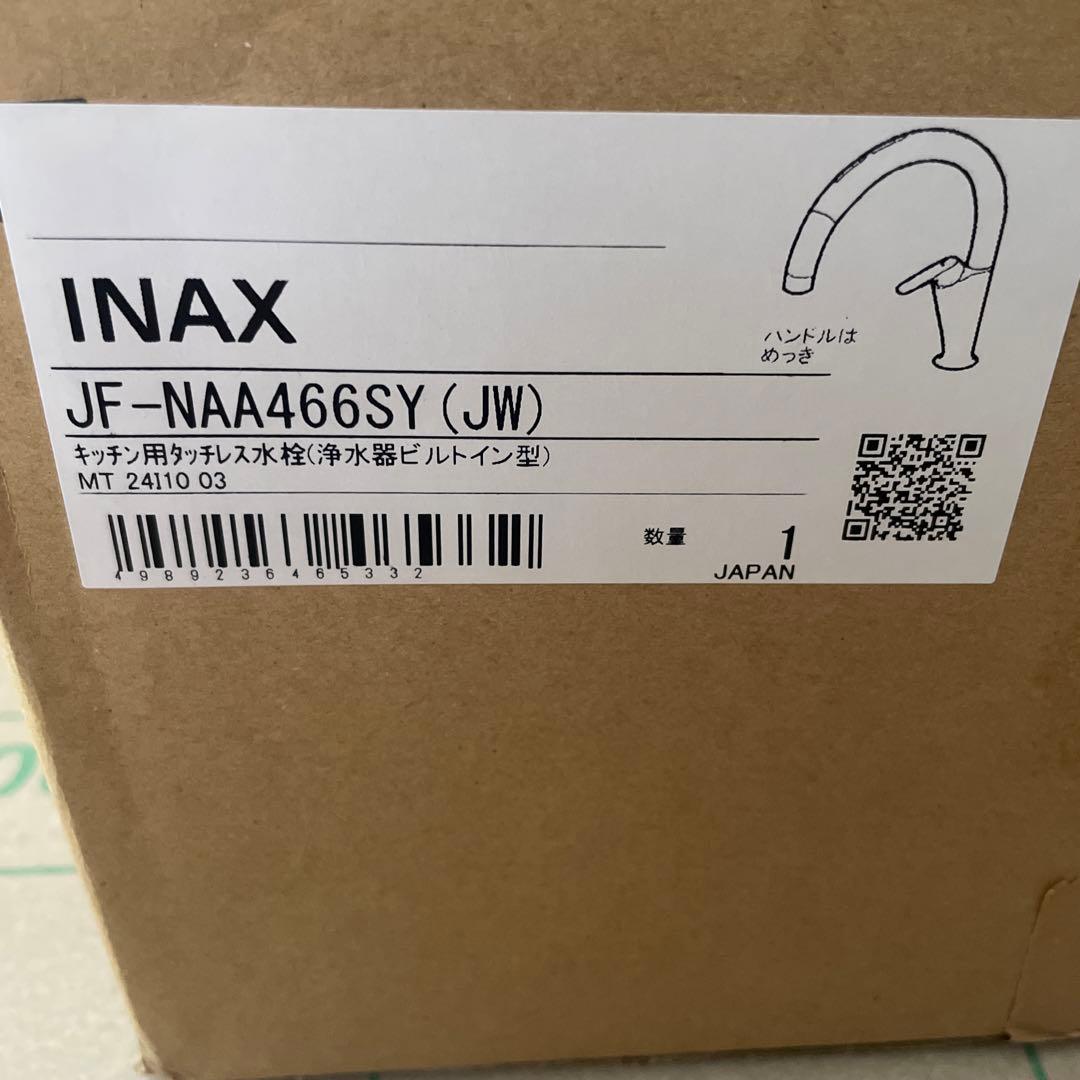 ハンドルは
めっき
INAX
JF-NAA466SY(JW)
キッチン用タッチレス水栓(浄水器ビルトイン型)
MT 24I10 03
4989236465332
数量 1
JAPAN